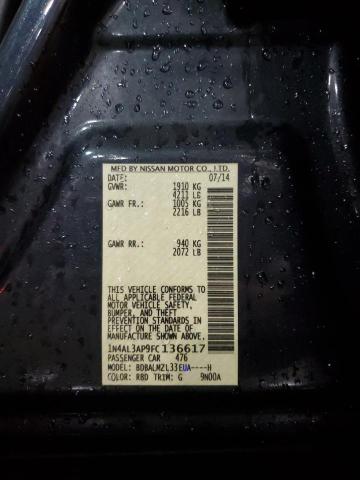 MFD BY NISSAN MOTOR CO., LTD.
DATE: 07/14
GVWR: 1910 KG
4211 LB
GAWR FR.: 1005 KG
2216 LB
GAWR RR.: 940 KG
2072 LB
THIS VEHICLE CONFORMS TO
ALL APPLICABLE FEDERAL
MOTOR VEHICLE SAFETY,
BUMPER, AND THEFT
PREVENTION STANDARDS IN
EFFECT ON THE DATE OF
MANUFACTURE SHOWN ABOVE.
1N4AL3AP9FC136617
PASSENGER CAR 476
MODEL: BDBALMZL33EUA----H
COLOR: RBD TRIM: G 9N00A